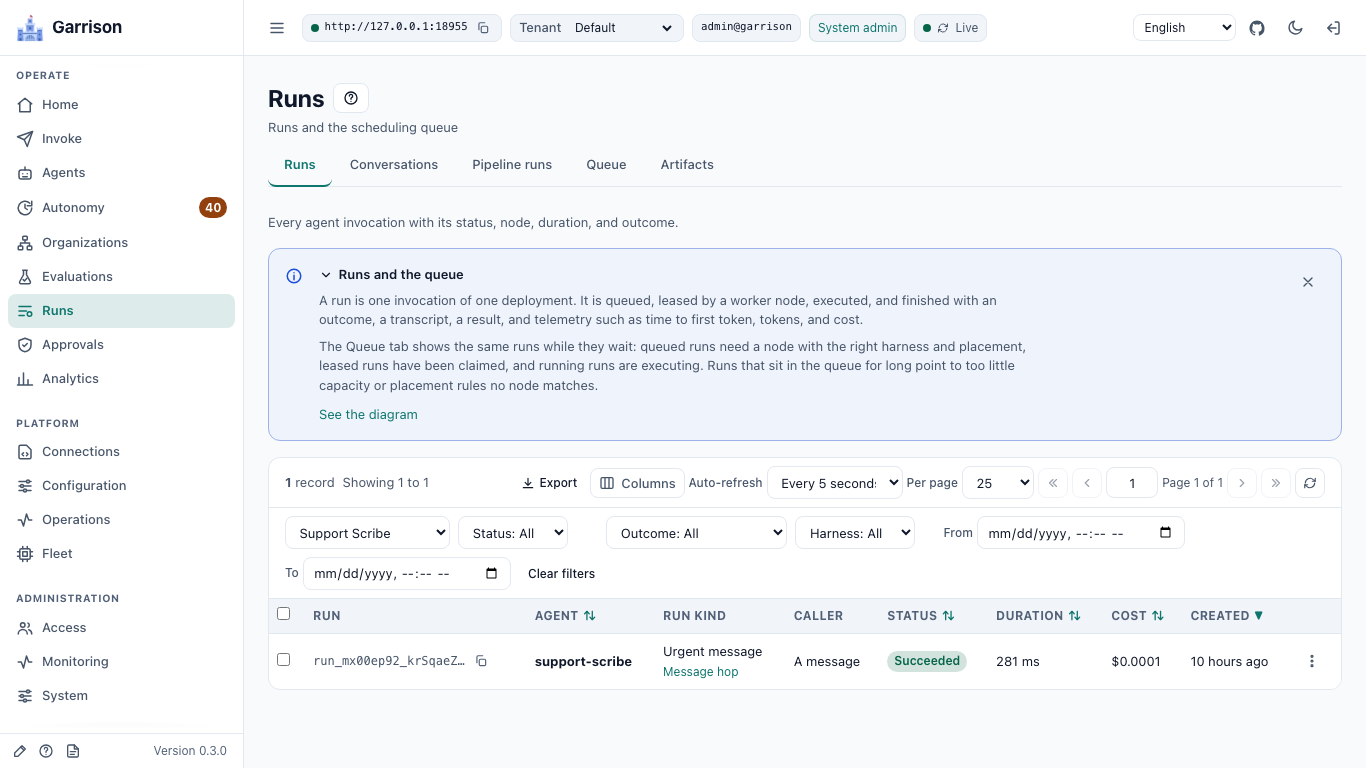 Garrison
http://127.0.0.1:18955
Tenant Default
admin@garrison
System admin
Live
English
OPERATE
Home
Invoke
Agents
Autonomy 40
Organizations
Evaluations
Runs
Approvals
Analytics
PLATFORM
Connections
Configuration
Operations
Fleet
ADMINISTRATION
Access
Monitoring
System
Version 0.3.0
Runs
Runs and the scheduling queue
Runs Conversations Pipeline runs Queue Artifacts
Every agent invocation with its status, node, duration, and outcome.
Runs and the queue
A run is one invocation of one deployment. It is queued, leased by a worker node, executed, and finished with an
outcome, a transcript, a result, and telemetry such as time to first token, tokens, and cost.
The Queue tab shows the same runs while they wait: queued runs need a node with the right harness and placement,
leased runs have been claimed, and running runs are executing. Runs that sit in the queue for long point to too little
capacity or placement rules no node matches.
See the diagram
1 record Showing 1 to 1 Export Columns Auto-refresh Every 5 seconds Per page 25 1 Page 1 of 1
Support Scribe Status: All Outcome: All Harness: All From mm/dd/yyyy, --:-- --
To mm/dd/yyyy, --:-- -- Clear filters
RUN AGENT RUN KIND CALLER STATUS DURATION COST CREATED
run_mx00ep92_krSqaeZ… support-scribe Urgent message A message Succeeded 281 ms $0.0001 10 hours ago
Message hop